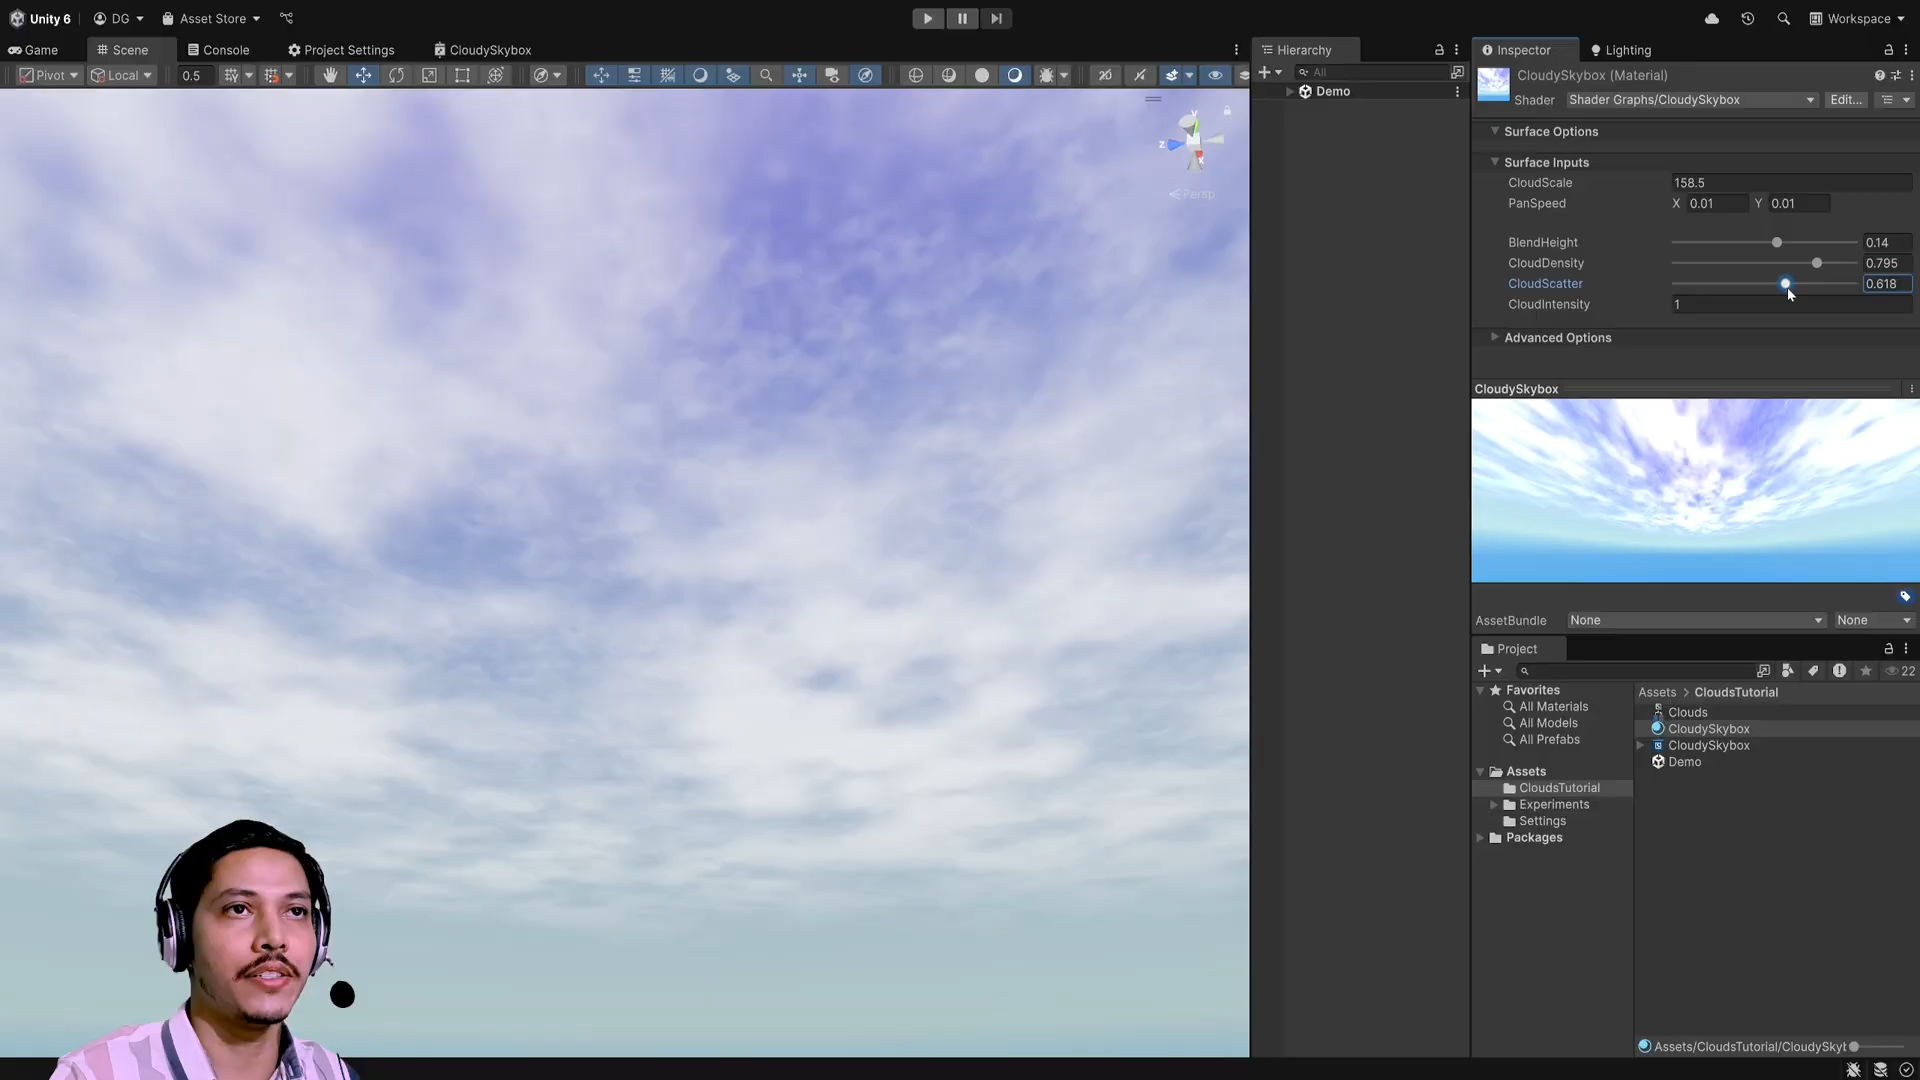 Unity 6 DG Asset Store Workspace
Game Scene Console Project Settings CloudySkybox Hierarchy Inspector Lighting
Pivot Local 0.5 2D All
Demo
y
z
x
Persp
CloudySkybox (Material)
Shader Shader Graphs/CloudySkybox Edit...
Surface Options
Surface Inputs
CloudScale 158.5
PanSpeed X 0.01 Y 0.01
BlendHeight 0.14
CloudDensity 0.795
CloudScatter 0.618
CloudIntensity 1
Advanced Options
CloudySkybox
AssetBundle None None
Project
22
Favorites
All Materials
All Models
All Prefabs
Assets
CloudsTutorial
Experiments
Settings
Packages
Assets > CloudsTutorial
Clouds
CloudySkybox
CloudySkybox
Demo
Assets/CloudsTutorial/CloudySkyb